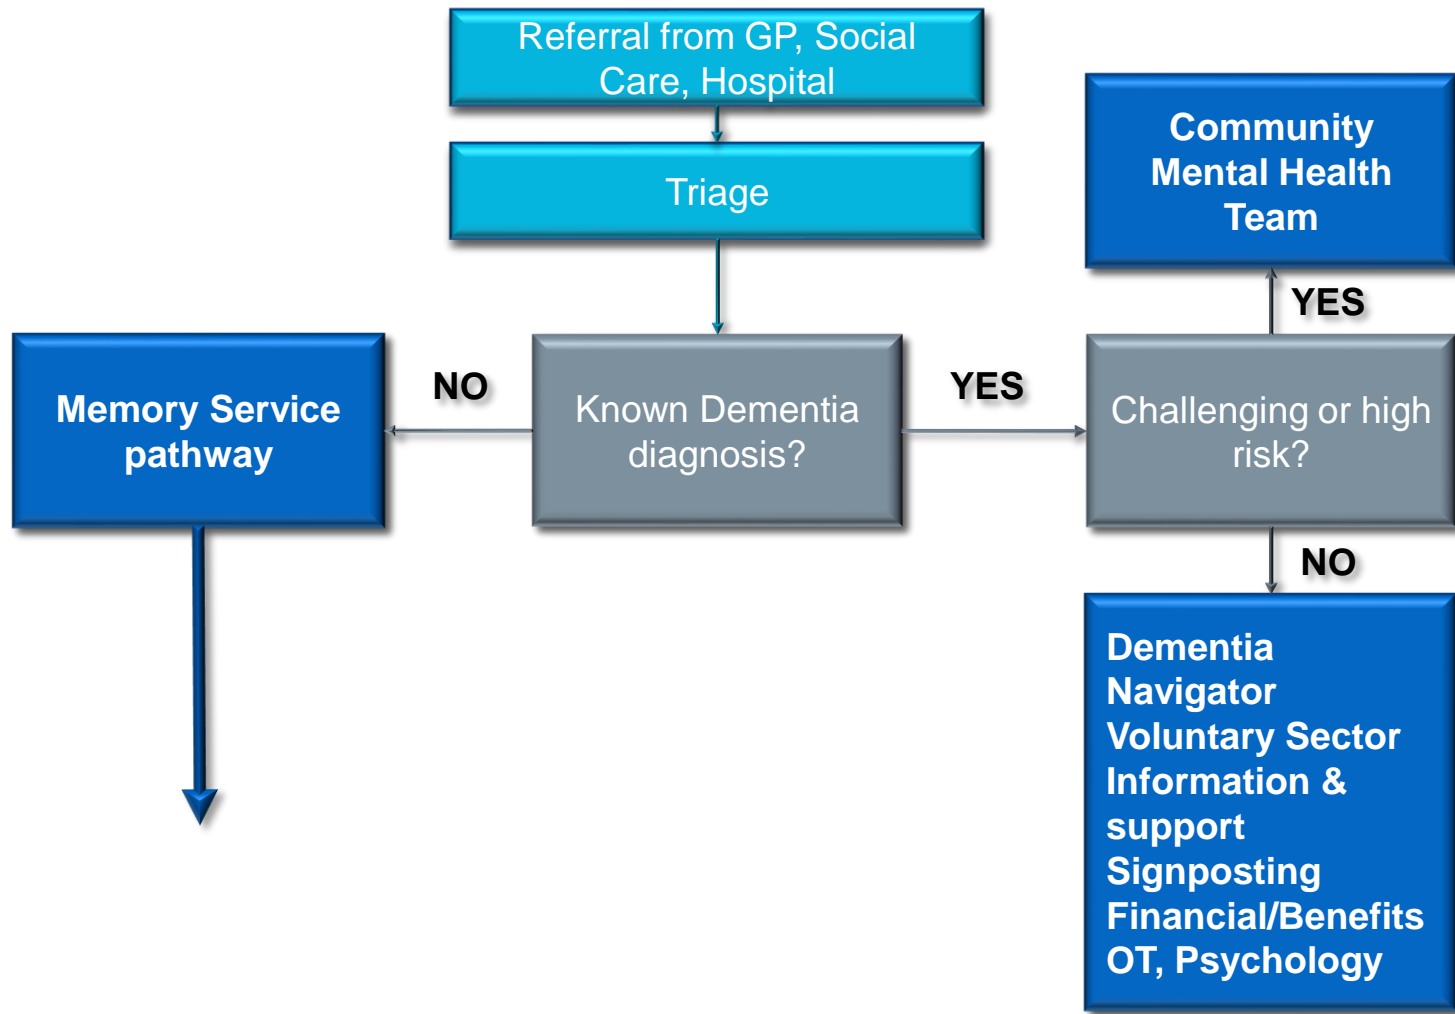 Referral from GP, Social
Care, Hospital
Triage
Community
Mental Health
Team
YES
Memory Service
pathway
NO
Known Dementia
diagnosis?
YES
Challenging or high
risk?
NO
Dementia
Navigator
Voluntary Sector
Information &
support
Signposting
Financial/Benefits
OT, Psychology